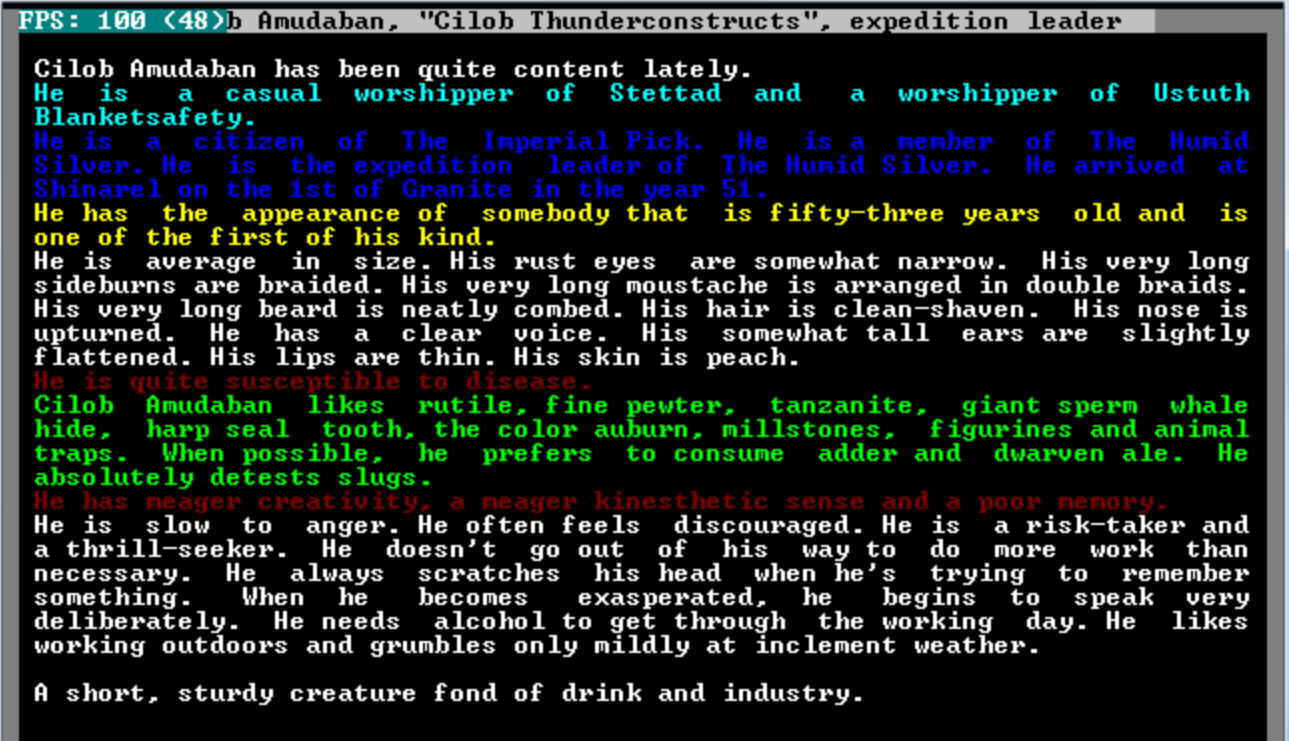 FPS: 100 (48)b Amudaban, "Cilob Thunderconstructs", expedition leader
Cilob Amudaban has been quite content lately.
He is a casual worshipper of Stettad and a worshipper of Ustuth
Blanketsafety.
He is a citizen of The Imperial Pick. He is a member of The Humid
Silver. He is the expedition leader of The Humid Silver. He arrived at
Shinarel on the 1st of Granite in the year 51.
He has the appearance of somebody that is fifty-three years old and is
one of the first of his kind.
He is average in size. His rust eyes are somewhat narrow. His very long
sideburns are braided. His very long moustache is arranged in double braids.
His very long beard is neatly combed. His hair is clean-shaven. His nose is
upturned. He has a clear voice. His somewhat tall ears are slightly
flattened. His lips are thin. His skin is peach.
He is quite susceptible to disease.
Cilob Amudaban likes rutile, fine pewter, tanzanite, giant sperm whale
hide, harp seal tooth, the color auburn, millstones, figurines and animal
traps. When possible, he prefers to consume adder and dwarven ale. He
absolutely detests slugs.
He has meager creativity, a meager kinesthetic sense and a poor memory.
He is slow to anger. He often feels discouraged. He is a risk-taker and
a thrill-seeker. He doesn't go out of his way to do more work than
necessary. He always scratches his head when he's trying to remember
something. When he becomes exasperated, he begins to speak very
deliberately. He needs alcohol to get through the working day. He likes
working outdoors and grumbles only mildly at inclement weather.
A short, sturdy creature fond of drink and industry.